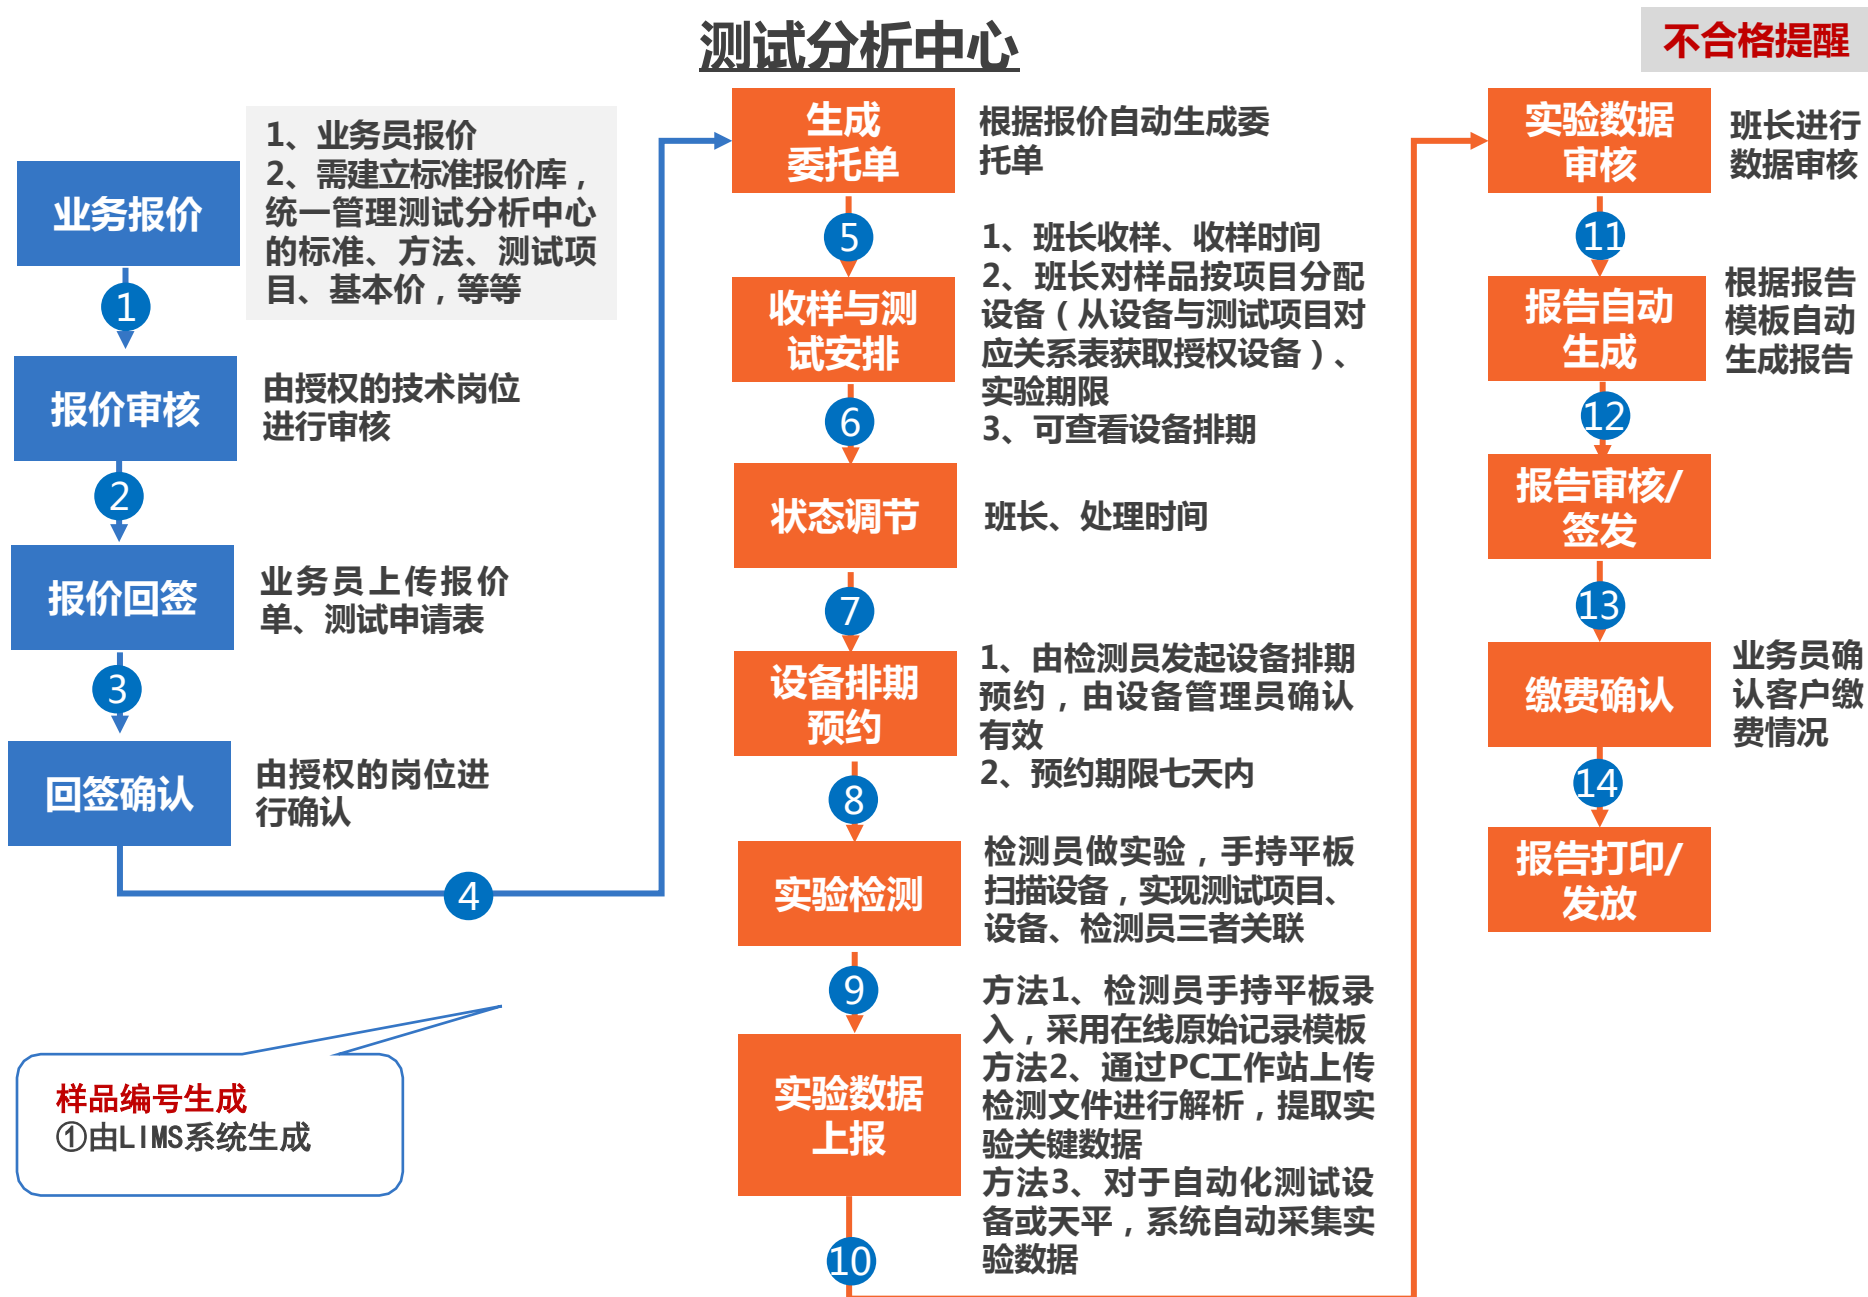 测试分析中心
不合格提醒
业务报价
1、业务员报价
2、需建立标准报价库，
统一管理测试分析中心
的标准、方法、测试项
目、基本价，等等
1
报价审核
由授权的技术岗位
进行审核
2
报价回签
业务员上传报价
单、测试申请表
3
回签确认
由授权的岗位进
行确认
4
样品编号生成
①由LIMS系统生成
生成
委托单
根据报价自动生成委
托单
5
收样与测
试安排
1、班长收样、收样时间
2、班长对样品按项目分配
设备（从设备与测试项目对
应关系表获取授权设备）、
实验期限
3、可查看设备排期
6
状态调节
班长、处理时间
7
设备排期
预约
1、由检测员发起设备排期
预约，由设备管理员确认
有效
2、预约期限七天内
8
实验检测
检测员做实验，手持平板
扫描设备，实现测试项目、
设备、检测员三者关联
9
实验数据
上报
方法1、检测员手持平板录
入，采用在线原始记录模板
方法2、通过PC工作站上传
检测文件进行解析，提取实
验关键数据
方法3、对于自动化测试设
备或天平，系统自动采集实
验数据
10
实验数据
审核
班长进行
数据审核
11
报告自动
生成
根据报告
模板自动
生成报告
12
报告审核/
签发
13
缴费确认
业务员确
认客户缴
费情况
14
报告打印/
发放